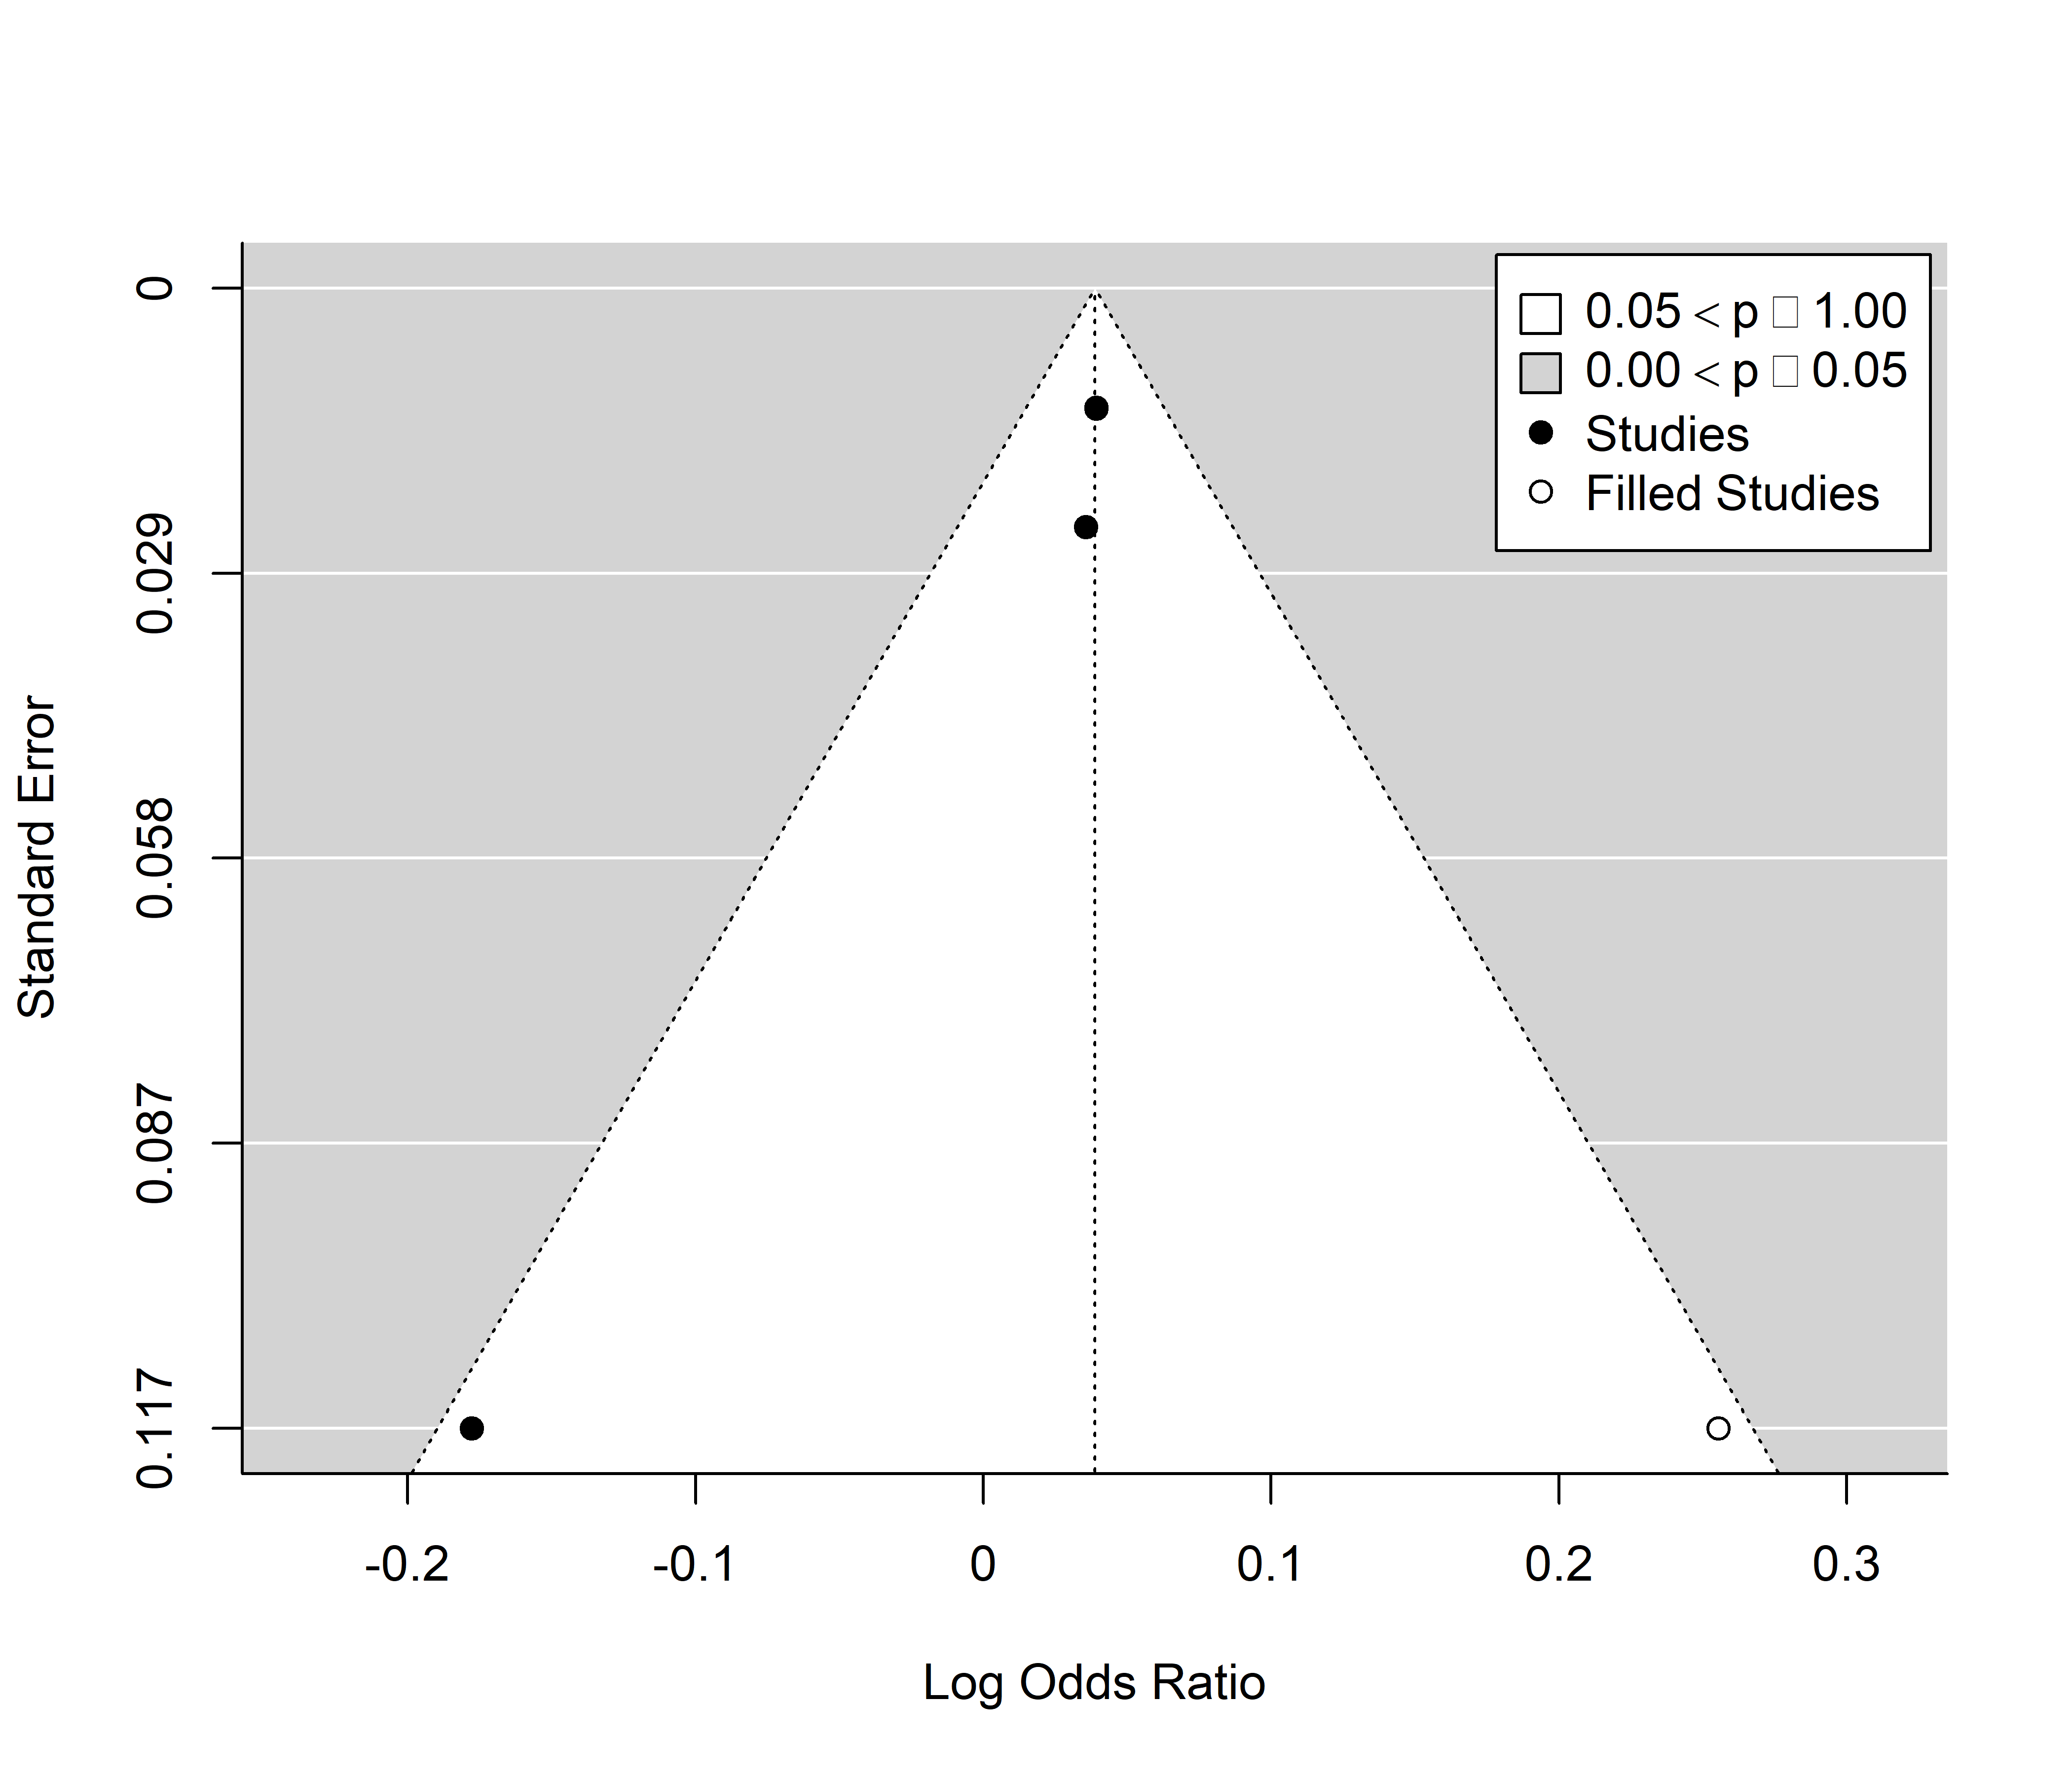 0.05 < p □ 1.00
0.00 < p □ 0.05
Studies
Filled Studies
Standard Error
0
0.029
0.058
0.087
0.117
-0.2
-0.1
0
0.1
0.2
0.3
Log Odds Ratio